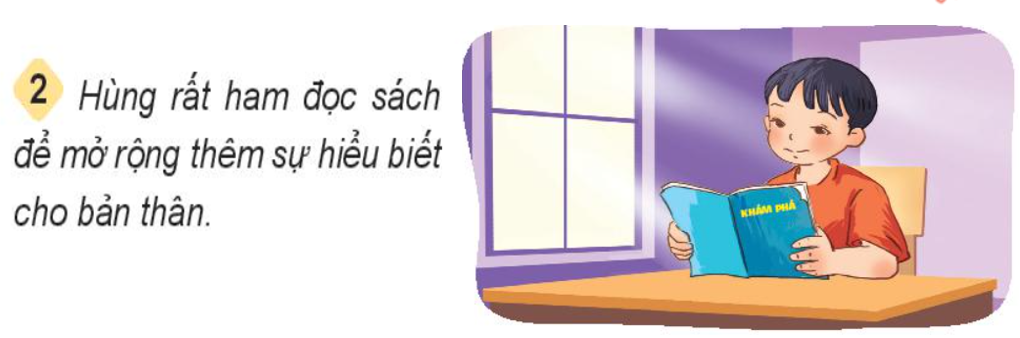 2 Hùng rất ham đọc sách
để mở rộng thêm sự hiểu biết
cho bản thân.
KHÁM PHÁ